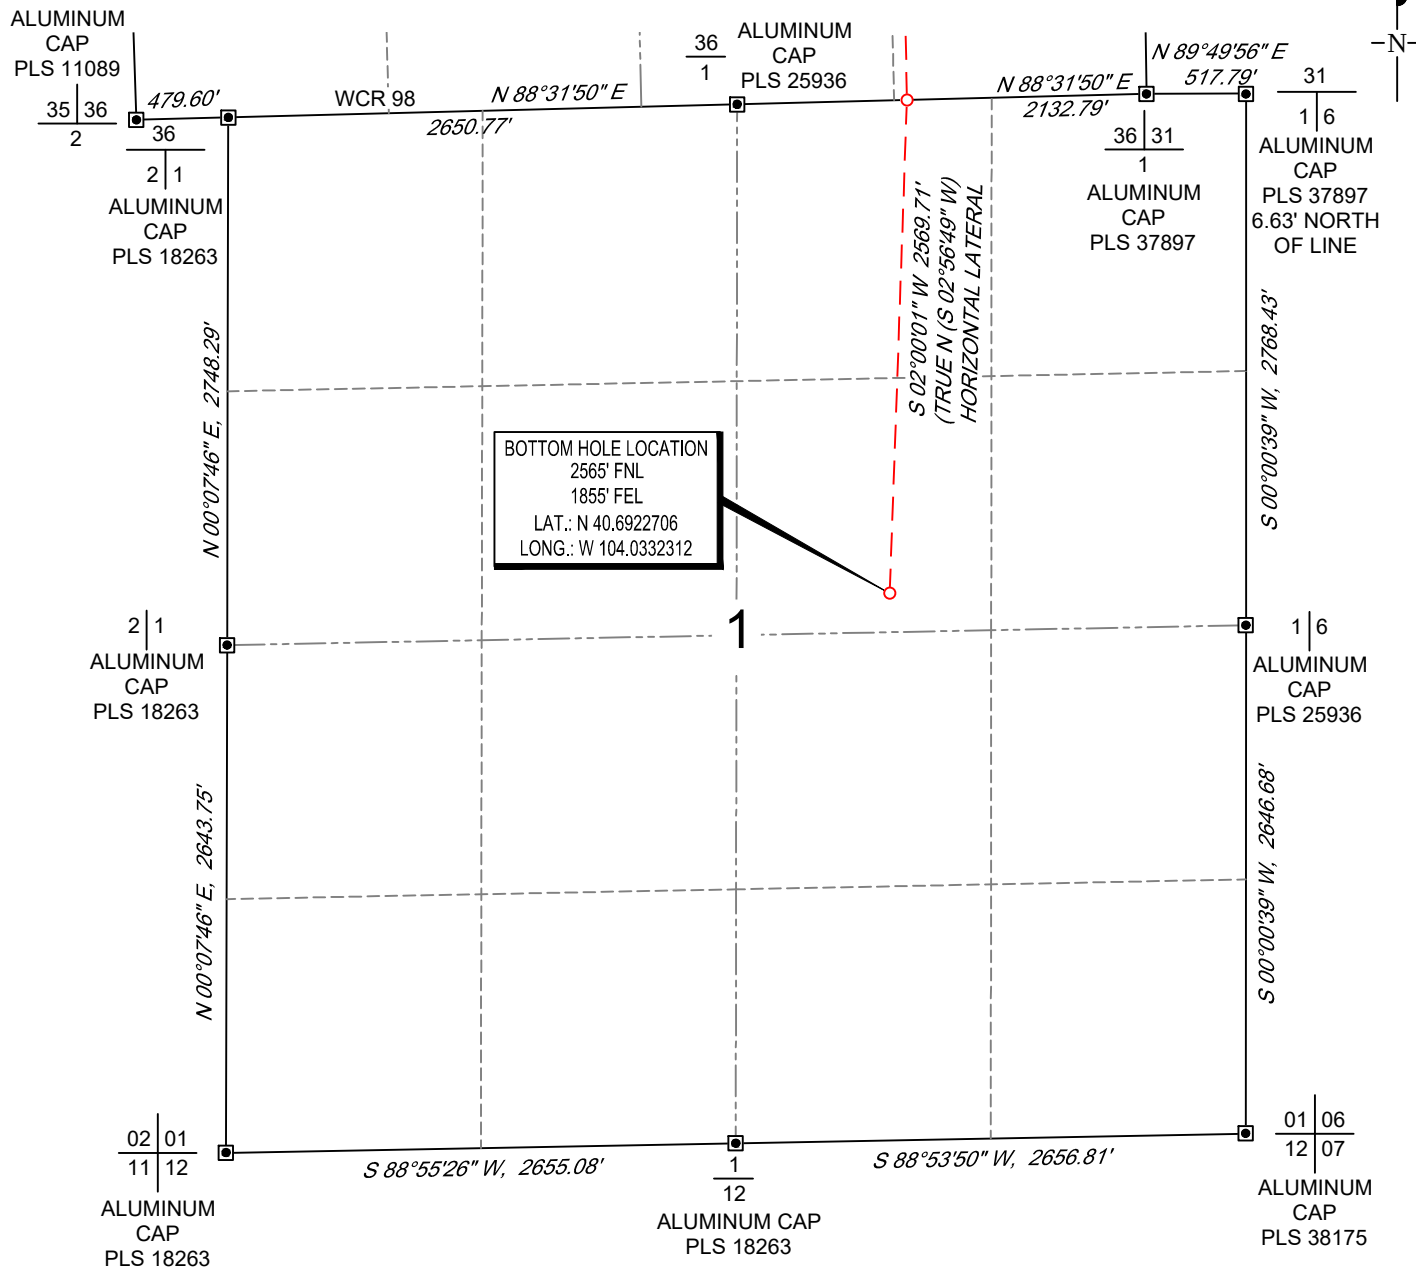 ALUMINUM
CAP
PLS 11089
35 36
2
479.60'
WCR 98
N 88°31'50" E
2650.77'
36
1
ALUMINUM
CAP
PLS 25936
N 88°31'50" E
2132.79'
N 89°49'56" E
517.79'
-N-
31
1 6
ALUMINUM
CAP
PLS 37897
6.63' NORTH
OF LINE
36
2 1
ALUMINUM
CAP
PLS 18263
36 31
1
ALUMINUM
CAP
PLS 37897
S 02°00'01" W 2569.71'
(TRUE N (S 02°56'49" W)
HORIZONTAL LATERAL
N 00°07'46" E, 2748.29'
S 00°00'39" W, 2768.43'
BOTTOM HOLE LOCATION
2565' FNL
1855' FEL
LAT.: N 40.6922706
LONG.: W 104.0332312
1
2 1
ALUMINUM
CAP
PLS 18263
1 6
ALUMINUM
CAP
PLS 25936
N 00°07'46" E, 2643.75'
S 00°00'39" W, 2646.68'
02 01
11 12
ALUMINUM
CAP
PLS 18263
S 88°55'26" W, 2655.08'
1
12
ALUMINUM CAP
PLS 18263
S 88°53'50" W, 2656.81'
01 06
12 07
ALUMINUM
CAP
PLS 38175